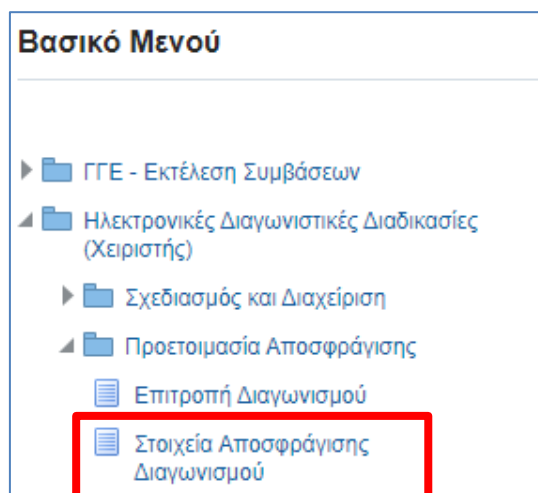 Βασικό Μενού
ΓΓΕ - Εκτέλεση Συμβάσεων
Ηλεκτρονικές Διαγωνιστικές Διαδικασίες
(Χειριστής)
Σχεδιασμός και Διαχείριση
Προετοιμασία Αποσφράγισης
Επιτροπή Διαγωνισμού
Στοιχεία Αποσφράγισης
Διαγωνισμού